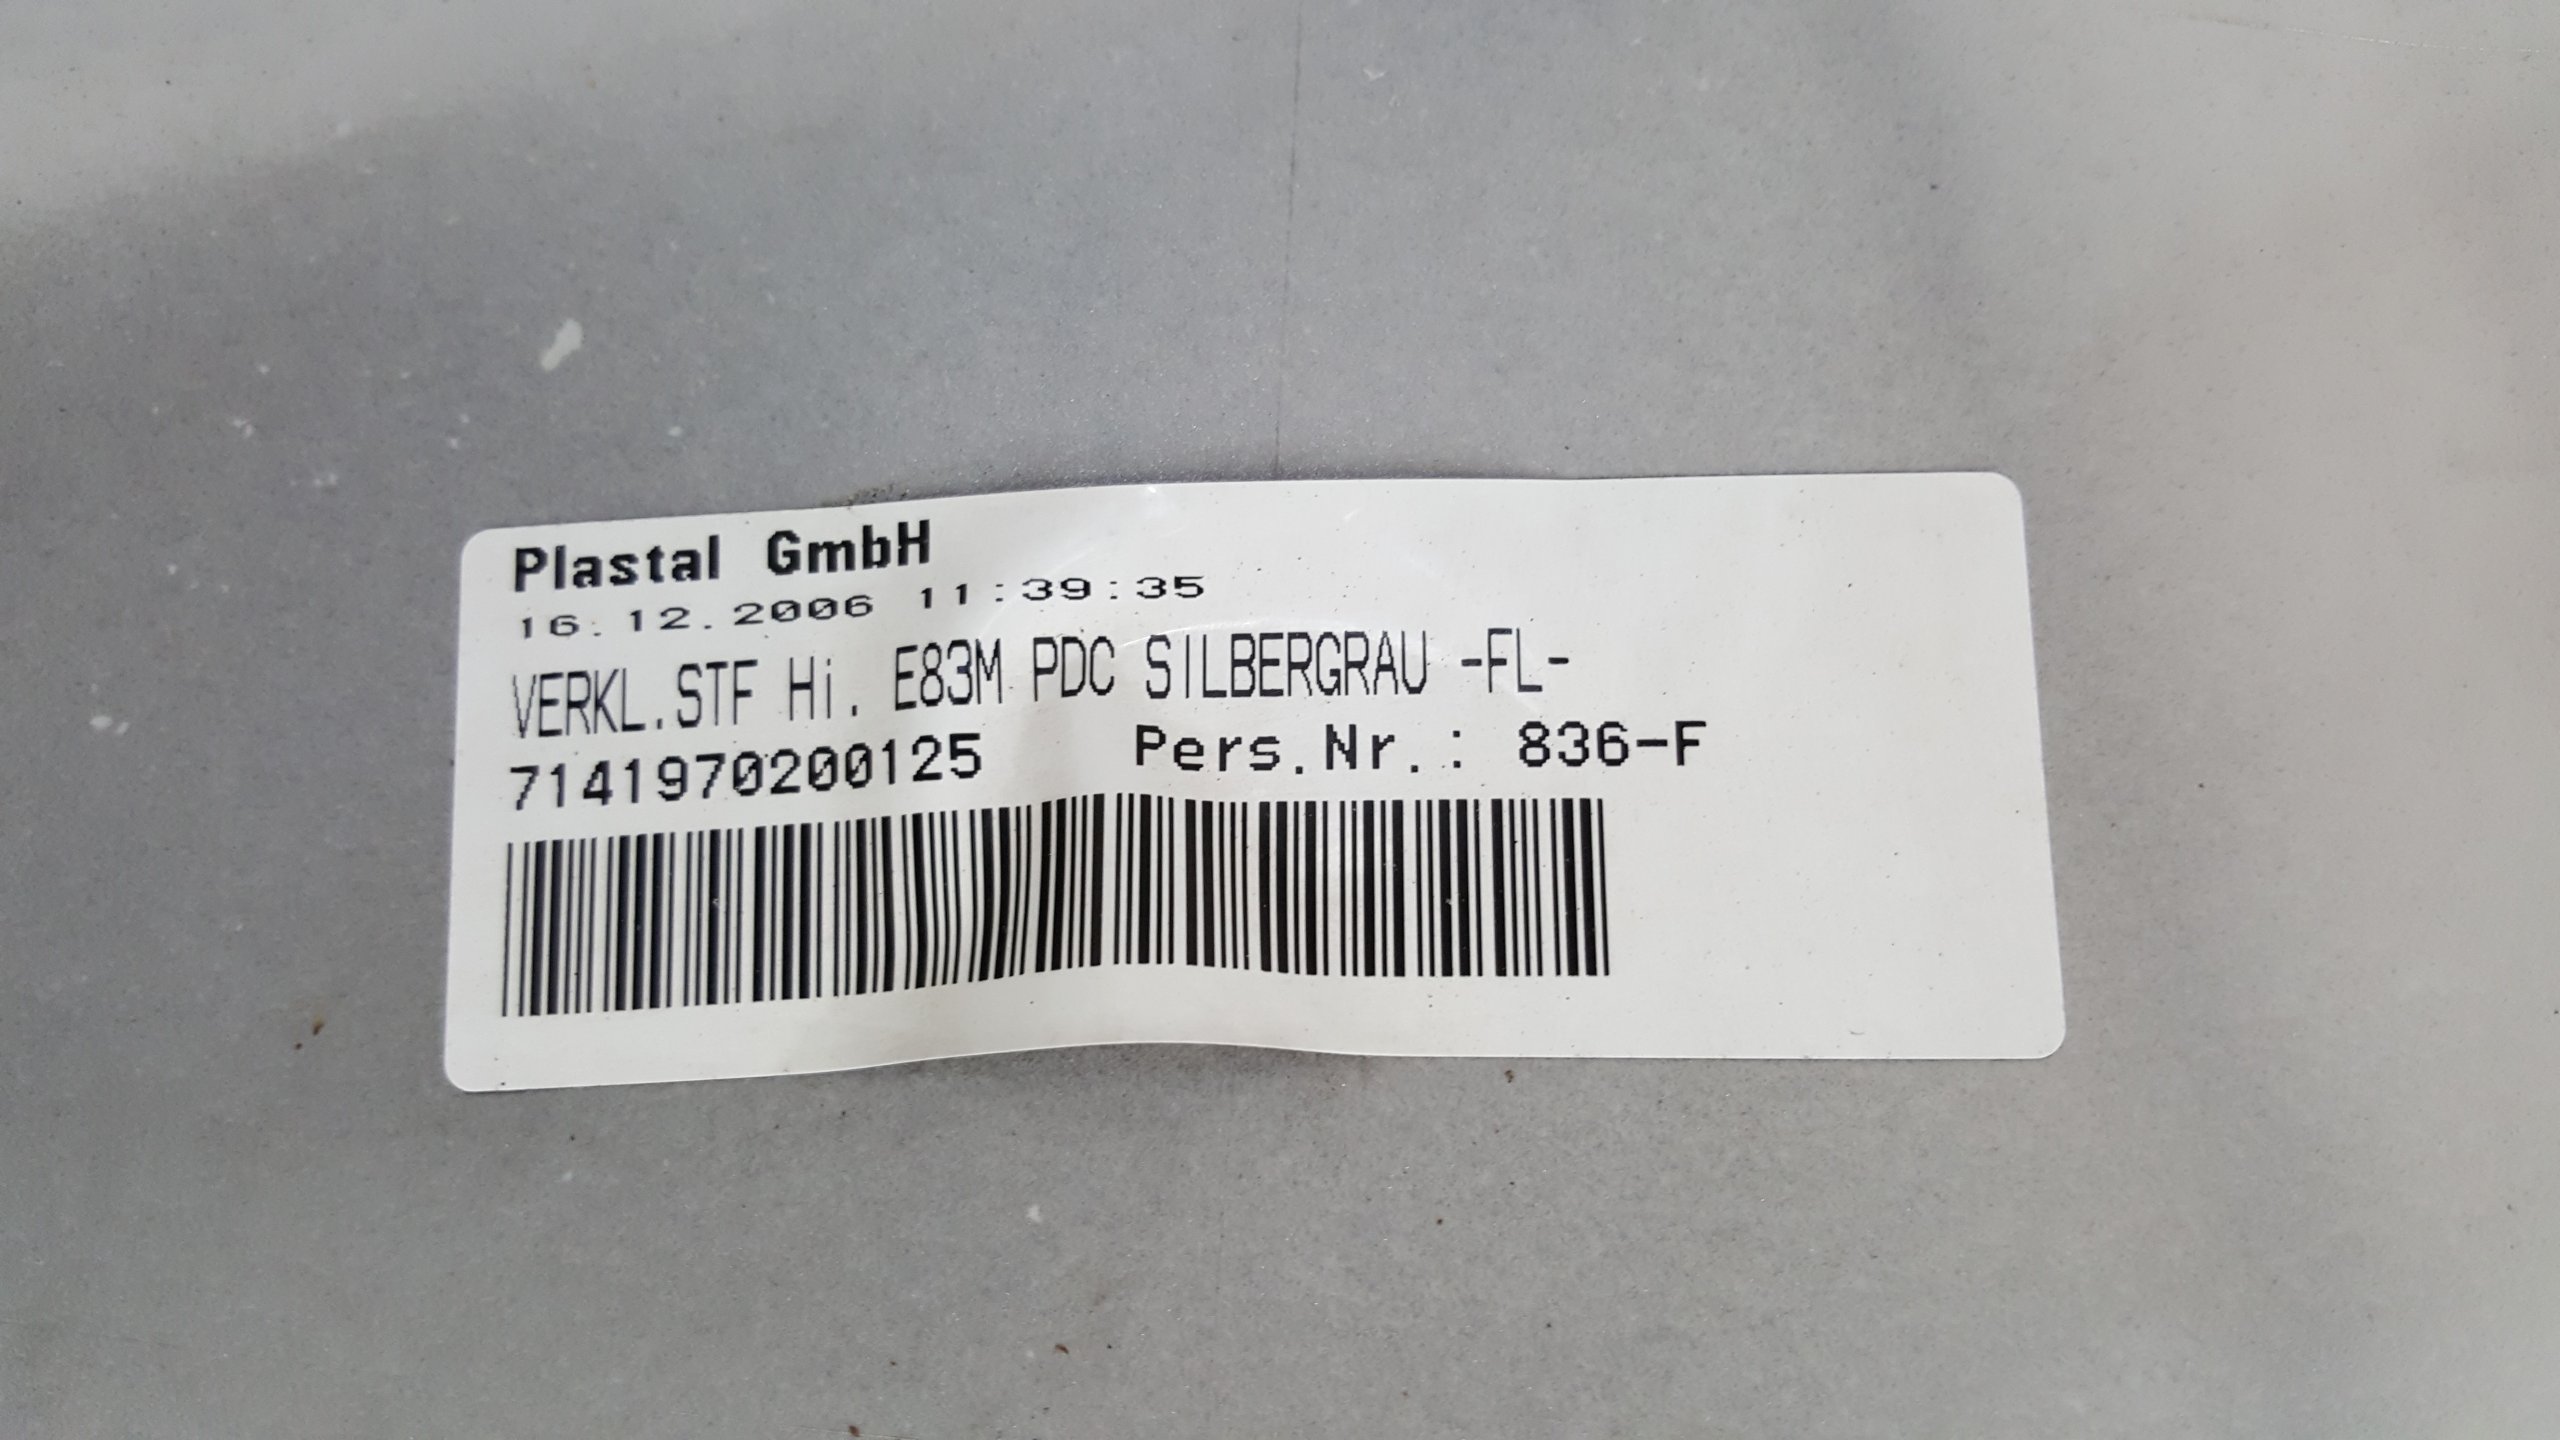 Plastal GmbH
16.12.2006 11:39:35
VERKL.STF Hi. E83M PDC SILBERGRAU -FL-
7141970200125 Pers.Nr.: 836-F